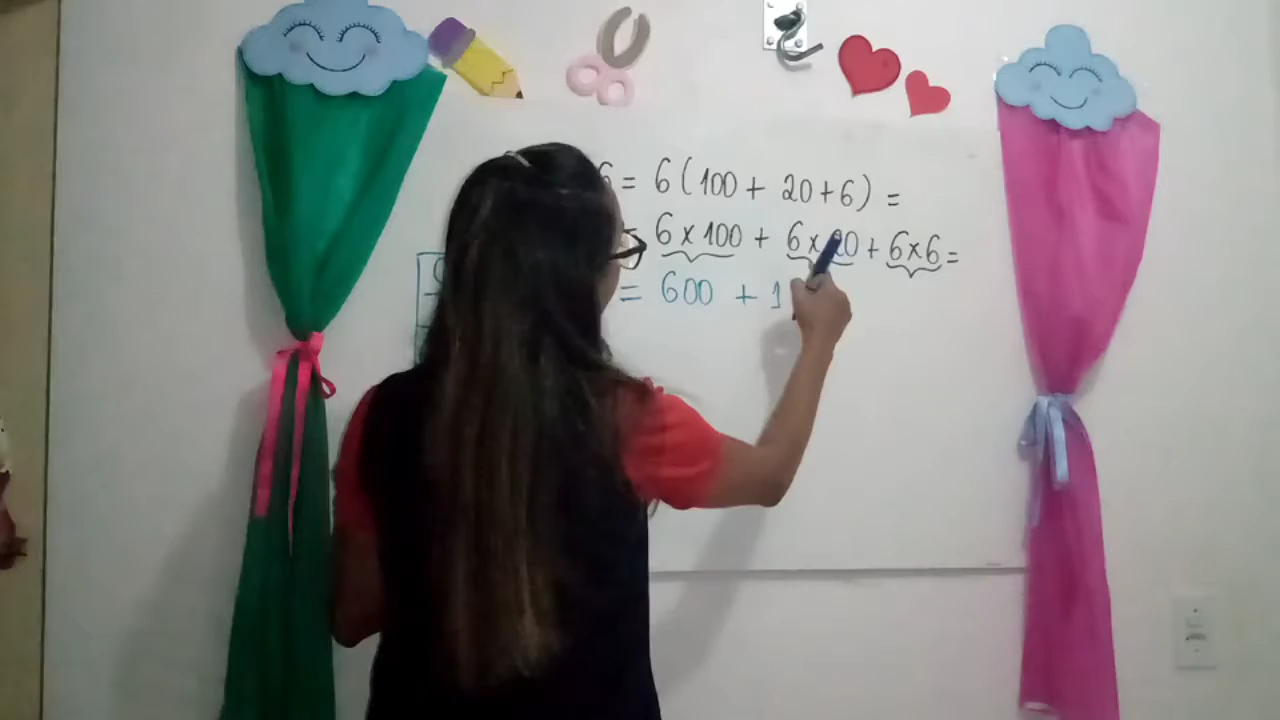 6 = 6 (100 + 20 + 6) =
= 6 x 100 + 6 x 20 + 6 x 6 =
= 600 + 1